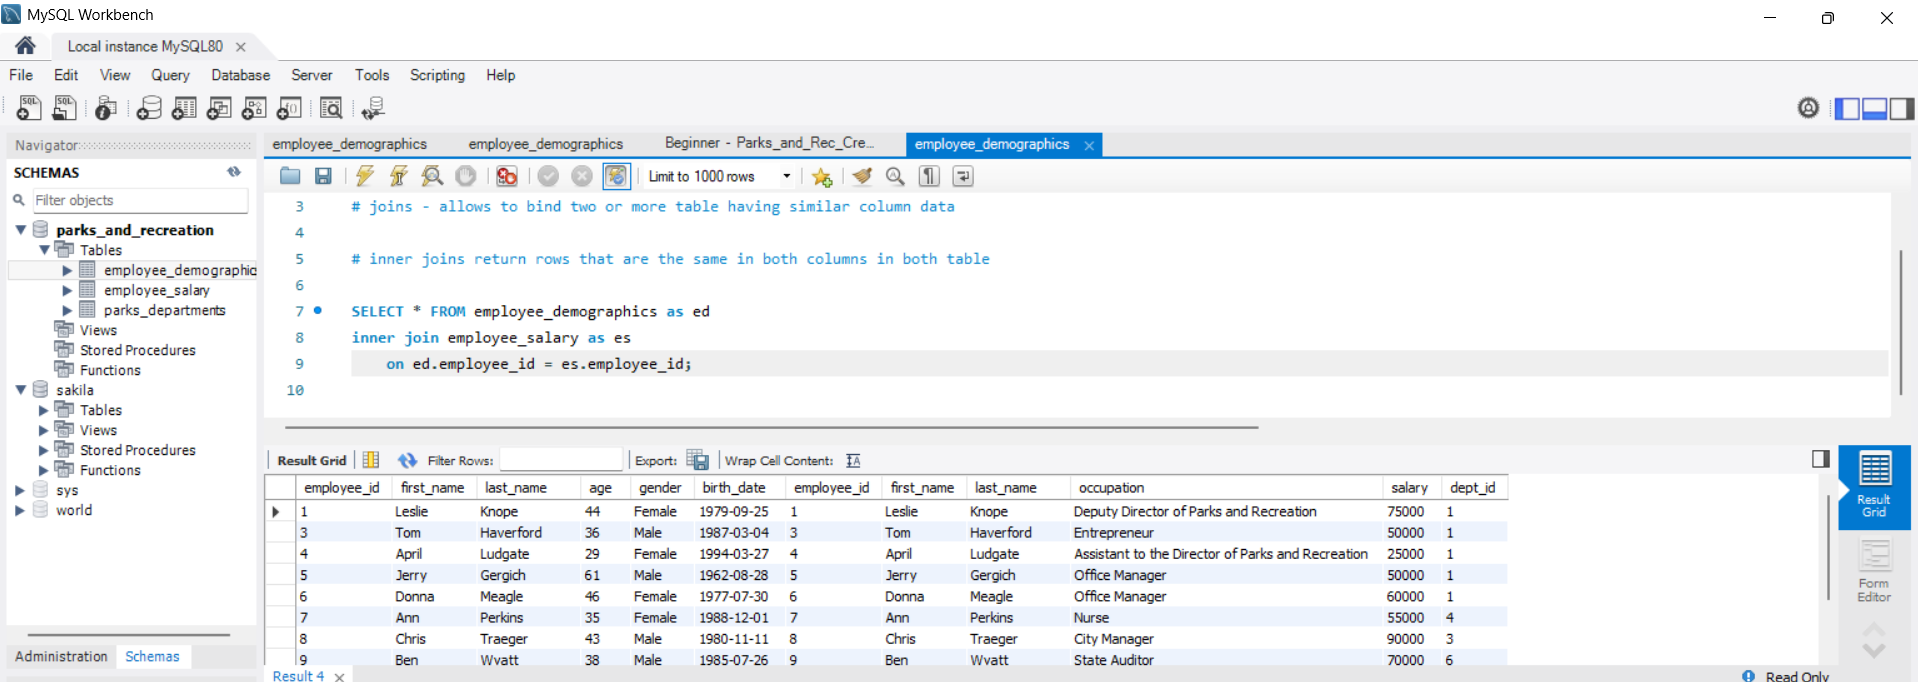 MySQL Workbench
Local instance MySQL80
File Edit View Query Database Server Tools Scripting Help
Navigator
SCHEMAS
Filter objects
parks_and_recreation
Tables
employee_demographic
employee_salary
parks_departments
Views
Stored Procedures
Functions
sakila
Tables
Views
Stored Procedures
Functions
sys
world
Administration Schemas
employee_demographics employee_demographics Beginner - Parks_and_Rec_Cre... employee_demographics
Limit to 1000 rows
3 # joins - allows to bind two or more table having similar column data
4
5 # inner joins return rows that are the same in both columns in both table
6
7 SELECT * FROM employee_demographics as ed
8 inner join employee_salary as es
9 on ed.employee_id = es.employee_id;
10
Result Grid Filter Rows: Export: Wrap Cell Content:
employee_id first_name last_name age gender birth_date employee_id first_name last_name occupation salary dept_id
1 Leslie Knope 44 Female 1979-09-25 1 Leslie Knope Deputy Director of Parks and Recreation 75000 1
3 Tom Haverford 36 Male 1987-03-04 3 Tom Haverford Entrepreneur 50000 1
4 April Ludgate 29 Female 1994-03-27 4 April Ludgate Assistant to the Director of Parks and Recreation 25000 1
5 Jerry Gergich 61 Male 1962-08-28 5 Jerry Gergich Office Manager 50000 1
6 Donna Meagle 46 Female 1977-07-30 6 Donna Meagle Office Manager 60000 1
7 Ann Perkins 35 Female 1988-12-01 7 Ann Perkins Nurse 55000 4
8 Chris Traeger 43 Male 1980-11-11 8 Chris Traeger City Manager 90000 3
9 Ben Wyatt 38 Male 1985-07-26 9 Ben Wyatt State Auditor 70000 6
Result 4
Result
Grid
Form
Editor
Read Only